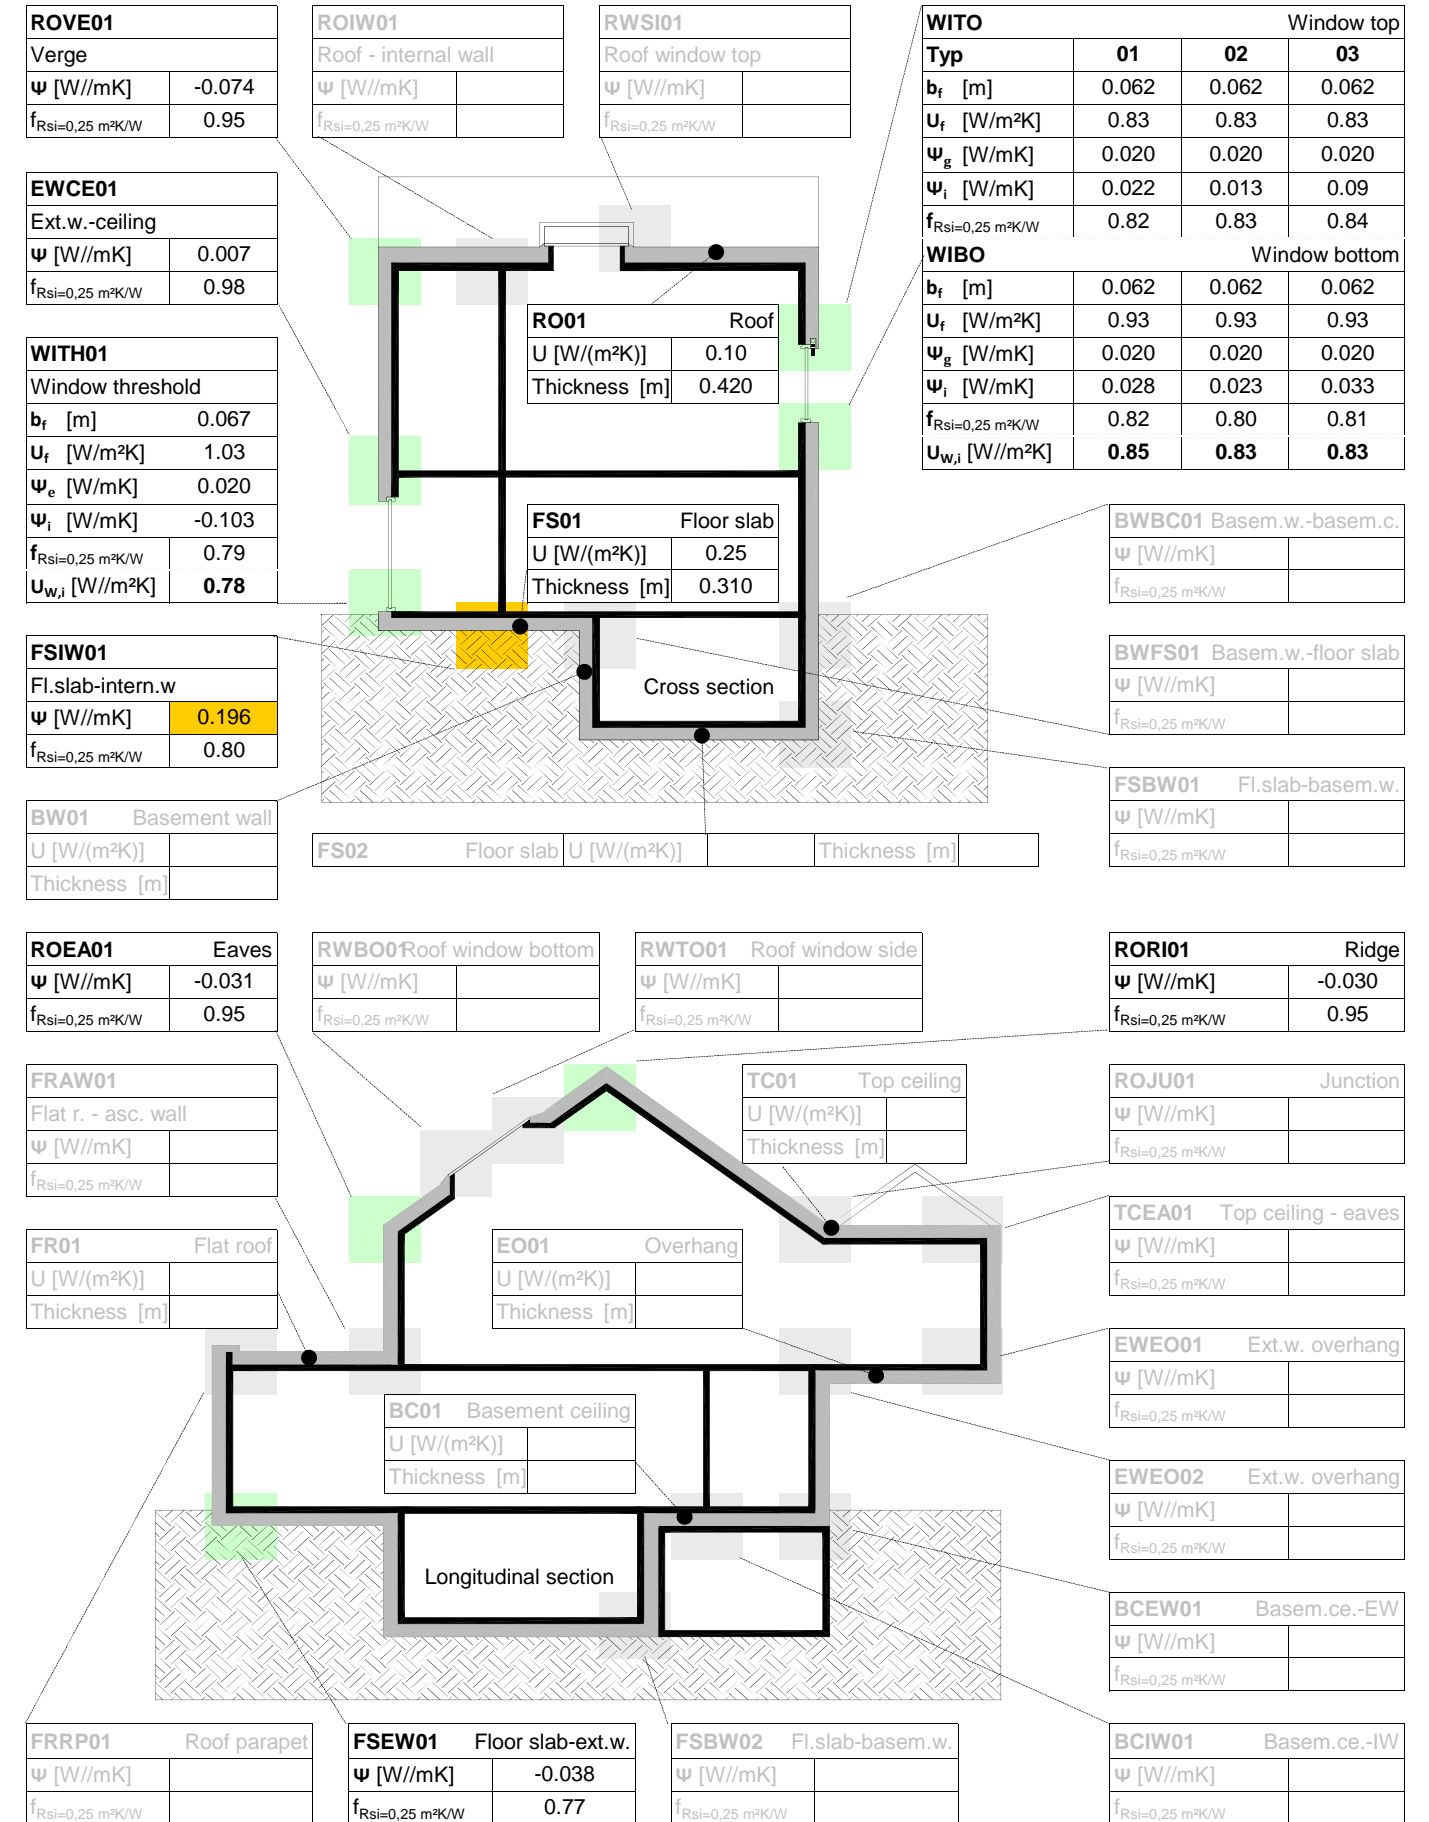 ROVE01
Verge
Ψ [W//mK] -0.074
fRsi=0,25 m²K/W 0.95
ROIW01
Roof - internal wall
Ψ [W//mK]
fRsi=0,25 m²K/W
RWSI01
Roof window top
Ψ [W//mK]
fRsi=0,25 m²K/W
WITO Window top
Typ 01 02 03
bf [m] 0.062 0.062 0.062
Uf [W/m²K] 0.83 0.83 0.83
Ψg [W/mK] 0.020 0.020 0.020
Ψi [W/mK] 0.022 0.013 0.09
fRsi=0,25 m²K/W 0.82 0.83 0.84
WIBO Window bottom
bf [m] 0.062 0.062 0.062
Uf [W/m²K] 0.93 0.93 0.93
Ψg [W/mK] 0.020 0.020 0.020
Ψi [W/mK] 0.028 0.023 0.033
fRsi=0,25 m²K/W 0.82 0.80 0.81
UW,i [W//m²K] 0.85 0.83 0.83
EWCE01
Ext.w.-ceiling
Ψ [W//mK] 0.007
fRsi=0,25 m²K/W 0.98
RO01 Roof
U [W/(m²K)] 0.10
Thickness [m] 0.420
WITH01
Window threshold
bf [m] 0.067
Uf [W/m²K] 1.03
Ψe [W/mK] 0.020
Ψi [W/mK] -0.103
fRsi=0,25 m²K/W 0.79
UW,i [W//m²K] 0.78
FS01 Floor slab
U [W/(m²K)] 0.25
Thickness [m] 0.310
BWBC01 Basem.w.-basem.c.
Ψ [W//mK]
fRsi=0,25 m²K/W
FSIW01
Fl.slab-intern.w
Ψ [W//mK] 0.196
fRsi=0,25 m²K/W 0.80
Cross section
BWFS01 Basem.w.-floor slab
Ψ [W//mK]
fRsi=0,25 m²K/W
FSBW01 Fl.slab-basem.w.
Ψ [W//mK]
fRsi=0,25 m²K/W
BW01 Basement wall
U [W/(m²K)]
Thickness [m]
FS02 Floor slab U [W/(m²K)] Thickness [m]
ROEA01 Eaves
Ψ [W//mK] -0.031
fRsi=0,25 m²K/W 0.95
RWBO01 Roof window bottom
Ψ [W//mK]
fRsi=0,25 m²K/W
RWTO01 Roof window side
Ψ [W//mK]
fRsi=0,25 m²K/W
RORI01 Ridge
Ψ [W//mK] -0.030
fRsi=0,25 m²K/W 0.95
FRAW01
Flat r. - asc. wall
Ψ [W//mK]
fRsi=0,25 m²K/W
TC01 Top ceiling
U [W/(m²K)]
Thickness [m]
ROJU01 Junction
Ψ [W//mK]
fRsi=0,25 m²K/W
FR01 Flat roof
U [W/(m²K)]
Thickness [m]
EO01 Overhang
U [W/(m²K)]
Thickness [m]
TCEA01 Top ceiling - eaves
Ψ [W//mK]
fRsi=0,25 m²K/W
EWEO01 Ext.w. overhang
Ψ [W//mK]
fRsi=0,25 m²K/W
BC01 Basement ceiling
U [W/(m²K)]
Thickness [m]
EWEO02 Ext.w. overhang
Ψ [W//mK]
fRsi=0,25 m²K/W
Longitudinal section
BCEW01 Basem.ce.-EW
Ψ [W//mK]
fRsi=0,25 m²K/W
FRRP01 Roof parapet
Ψ [W//mK]
fRsi=0,25 m²K/W
FSEW01 Floor slab-ext.w.
Ψ [W//mK] -0.038
fRsi=0,25 m²K/W 0.77
FSBW02 Fl.slab-basem.w.
Ψ [W//mK]
fRsi=0,25 m²K/W
BCIW01 Basem.ce.-IW
Ψ [W//mK]
fRsi=0,25 m²K/W